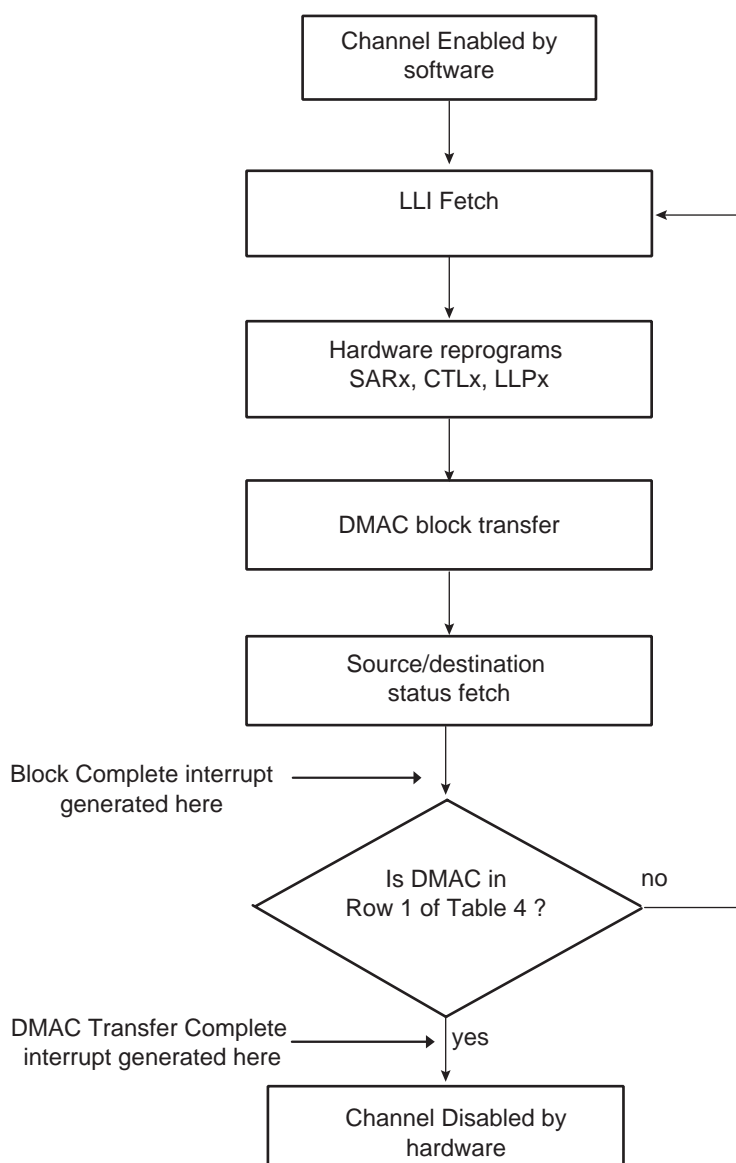 Channel Enabled by
software
LLI Fetch
Hardware reprograms
SARx, CTLx, LLPx
DMAC block transfer
Source/destination
status fetch
Block Complete interrupt
generated here
Is DMAC in
Row 1 of Table 4 ?
no
DMAC Transfer Complete
interrupt generated here
yes
Channel Disabled by
hardware